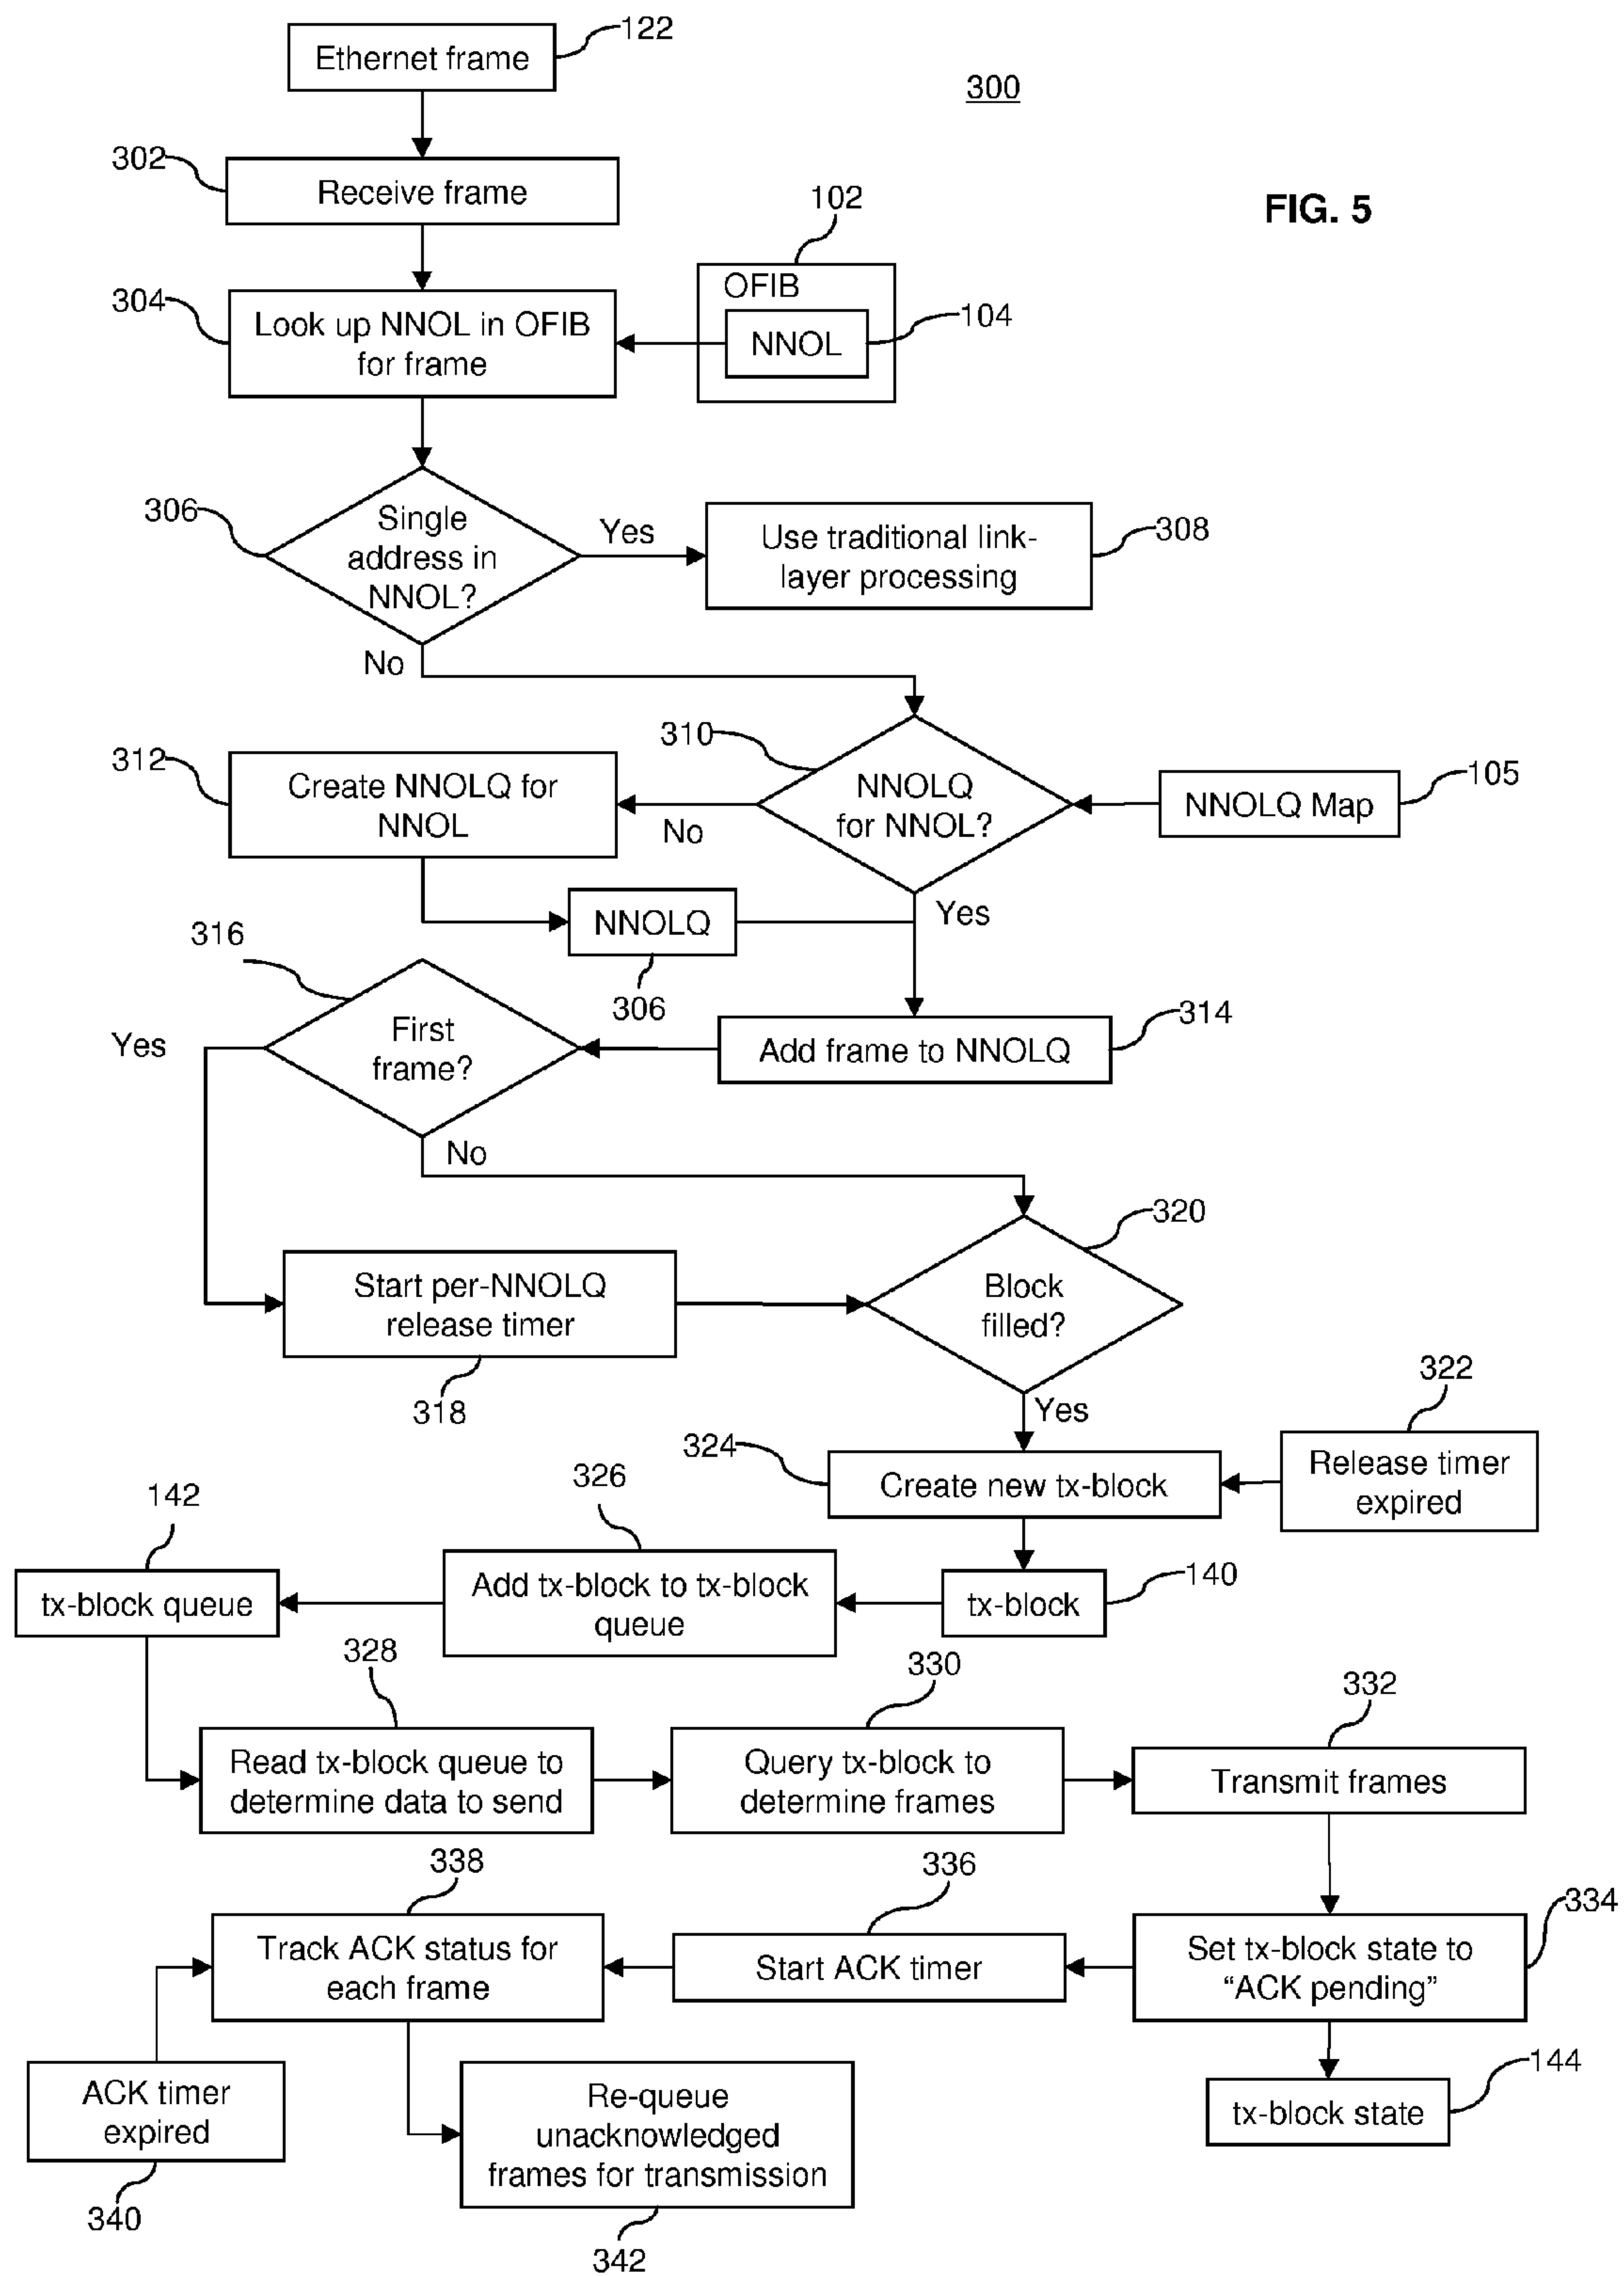 122
Ethernet frame
300
302
Receive frame
FIG. 5
102
304
OFIB
Look up NNOL in OFIB
for frame
NNOL
104
306
Single
address in
NNOL?
Yes
Use traditional link-
layer processing
308
No
310
312
Create NNOLQ for
NNOL
No
NNOLQ
for NNOL?
NNOLQ Map
105
Yes
NNOLQ
306
316
First
frame?
Yes
Add frame to NNOLQ
314
No
320
Start per-NNOLQ
release timer
318
Block
filled?
Yes
322
324
Create new tx-block
Release timer
expired
326
142
tx-block queue
Add tx-block to tx-block
queue
tx-block
140
328
330
332
Read tx-block queue to
determine data to send
Query tx-block to
determine frames
Transmit frames
338
336
334
Track ACK status for
each frame
Start ACK timer
Set tx-block state to
“ACK pending”
144
ACK timer
expired
340
Re-queue
unacknowledged
frames for transmission
342
tx-block state